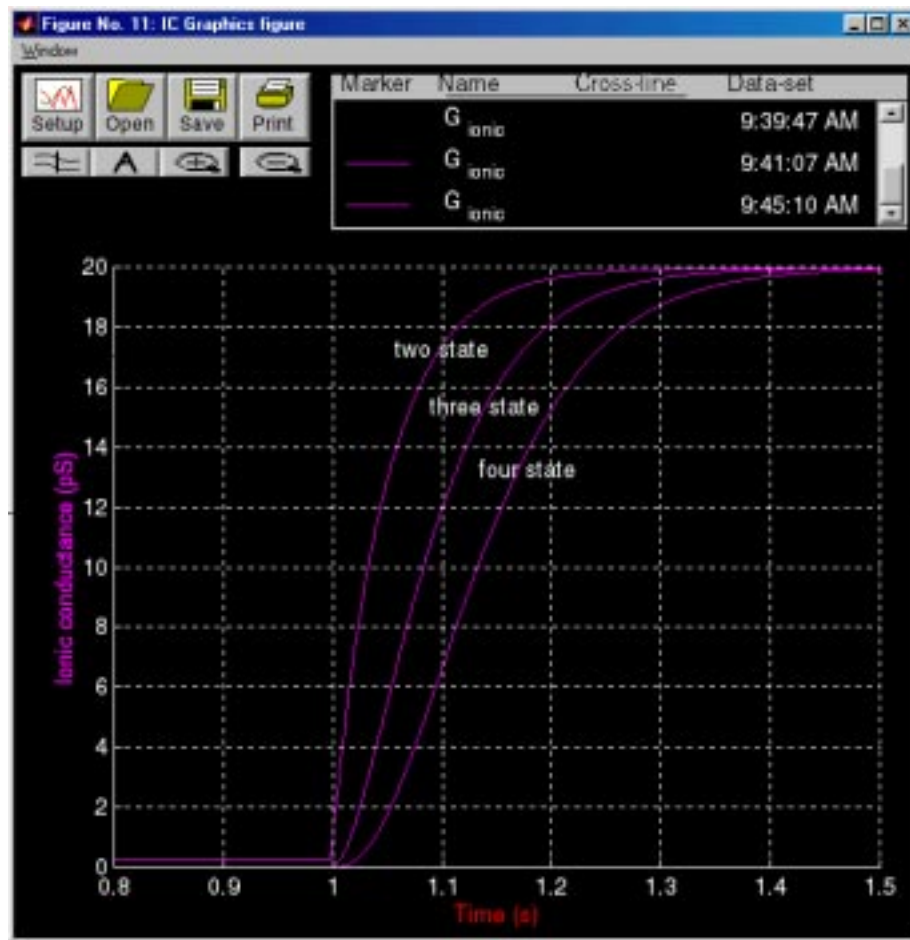 Figure No. 11: IC Graphics figure
Window
Setup Open Save Print
Marker Name Cross-line Data-set
G ionic 9:39:47 AM
G ionic 9:41:07 AM
G ionic 9:45:10 AM
A
20
18
16
14
12
10
8
6
4
2
0
two state
three state
four state
Ionic conductance (pS)
0.8 0.9 1 1.1 1.2 1.3 1.4 1.5
Time (s)